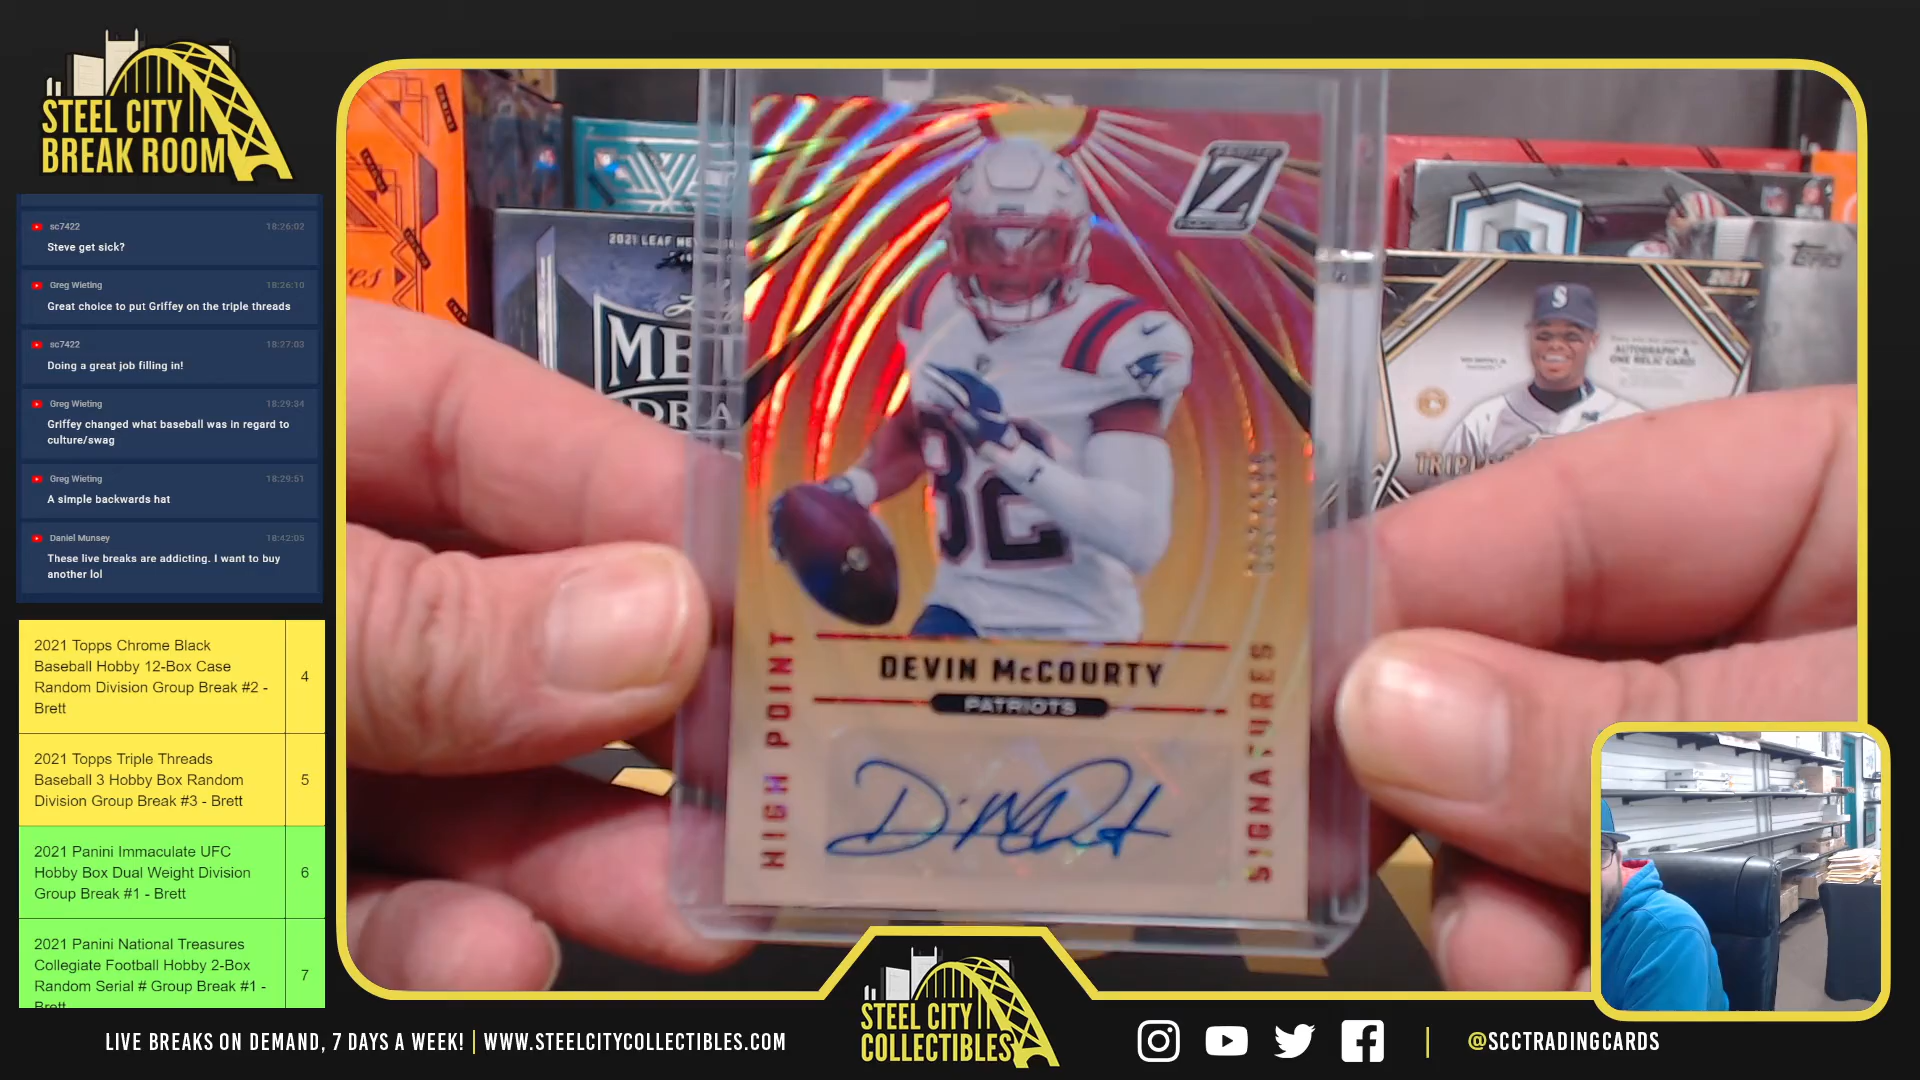 STEEL CITY
BREAK ROOM
sc7422 18:26:02
Steve get sick?
Greg Wieting 18:26:10
Great choice to put Griffey on the triple threads
sc7422 18:27:03
Doing a great job filling in!
Greg Wieting 18:29:34
Griffey changed what baseball was in regard to
culture/swag
Greg Wieting 18:29:51
A simple backwards hat
Daniel Munsey 18:42:05
These live breaks are addicting. I want to buy
another lol
2021 Topps Chrome Black
Baseball Hobby 12-Box Case
Random Division Group Break #2 -
Brett
4
2021 Topps Triple Threads
Baseball 3 Hobby Box Random
Division Group Break #3 - Brett
5
2021 Panini Immaculate UFC
Hobby Box Dual Weight Division
Group Break #1 - Brett
6
2021 Panini National Treasures
Collegiate Football Hobby 2-Box
Random Serial # Group Break #1 -
Brett
7
2021 LEAF
Z
Topps
2021
S
AUTOGRAPH &
ONE RELIC CARD!
32
DEVIN McCOURTY
PATRIOTS
HIGH POINT
SIGNATURES
STEEL CITY
COLLECTIBLES
LIVE BREAKS ON DEMAND, 7 DAYS A WEEK! | WWW.STEELCITYCOLLECTIBLES.COM
| @SCCTRADINGCARDS